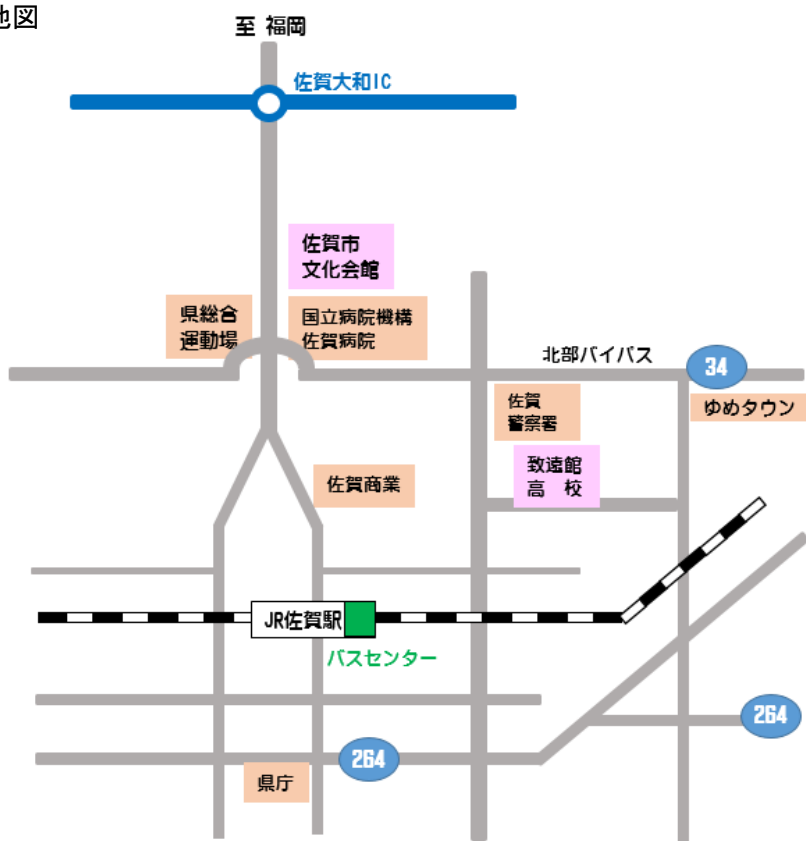 地図
至 福岡
佐賀大和IC
佐賀市
文化会館
県総合
運動場
国立病院機構
佐賀病院
北部バイパス
34
ゆめタウン
佐賀
警察署
致遠館
高　校
佐賀商業
JR佐賀駅
バスセンター
264
264
県庁